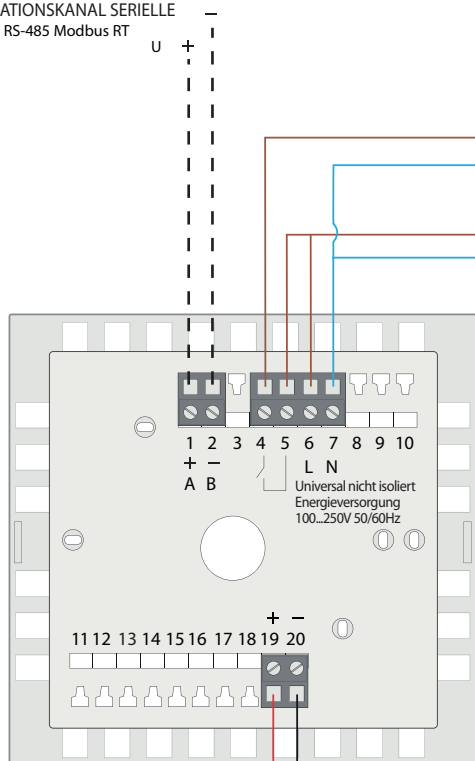 ATIONSKANAL SERIELLE
RS-485 Modbus RT
U + −
1 2 3 4 5 6 7 8 9 10
+ −
A B
L N
Universal nicht isoliert
Energieversorgung
100...250V 50/60Hz
+ −
11 12 13 14 15 16 17 18 19 20